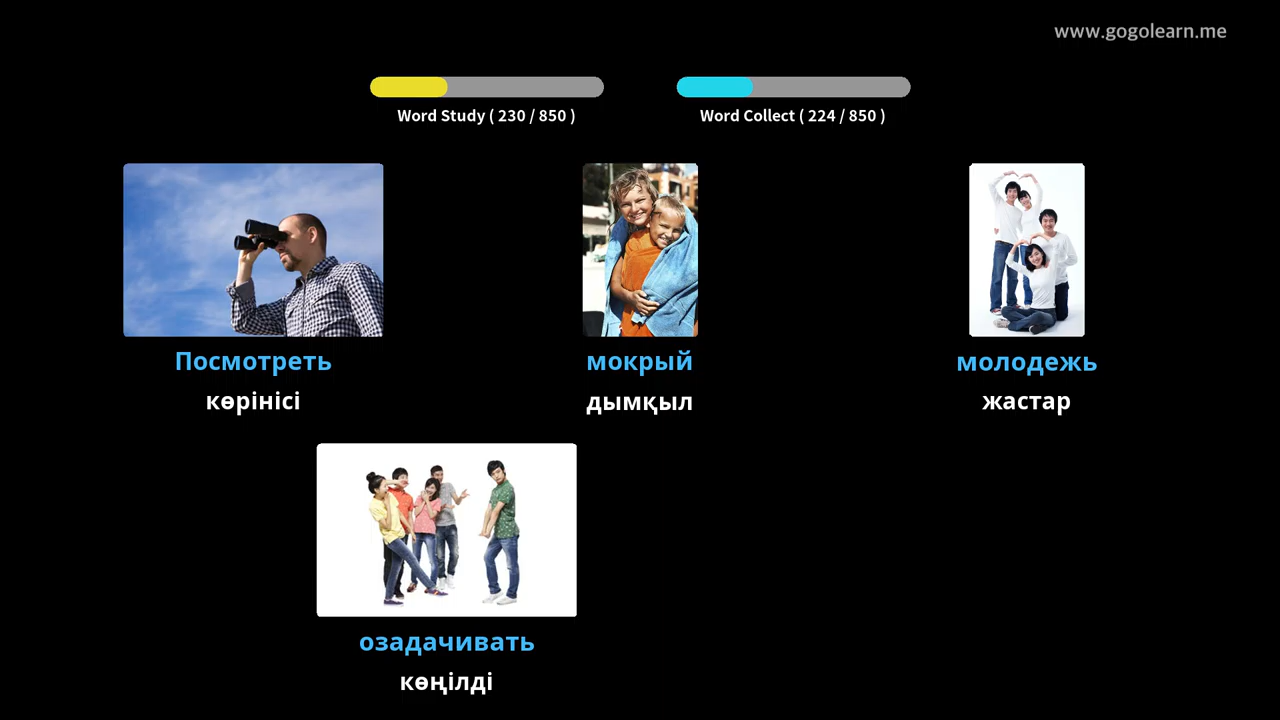 www.gogolearn.me
Word Study ( 230 / 850 )
Word Collect ( 224 / 850 )
Посмотреть
көрінісі
мокрый
дымқыл
молодежь
жастар
озадачивать
көңілді